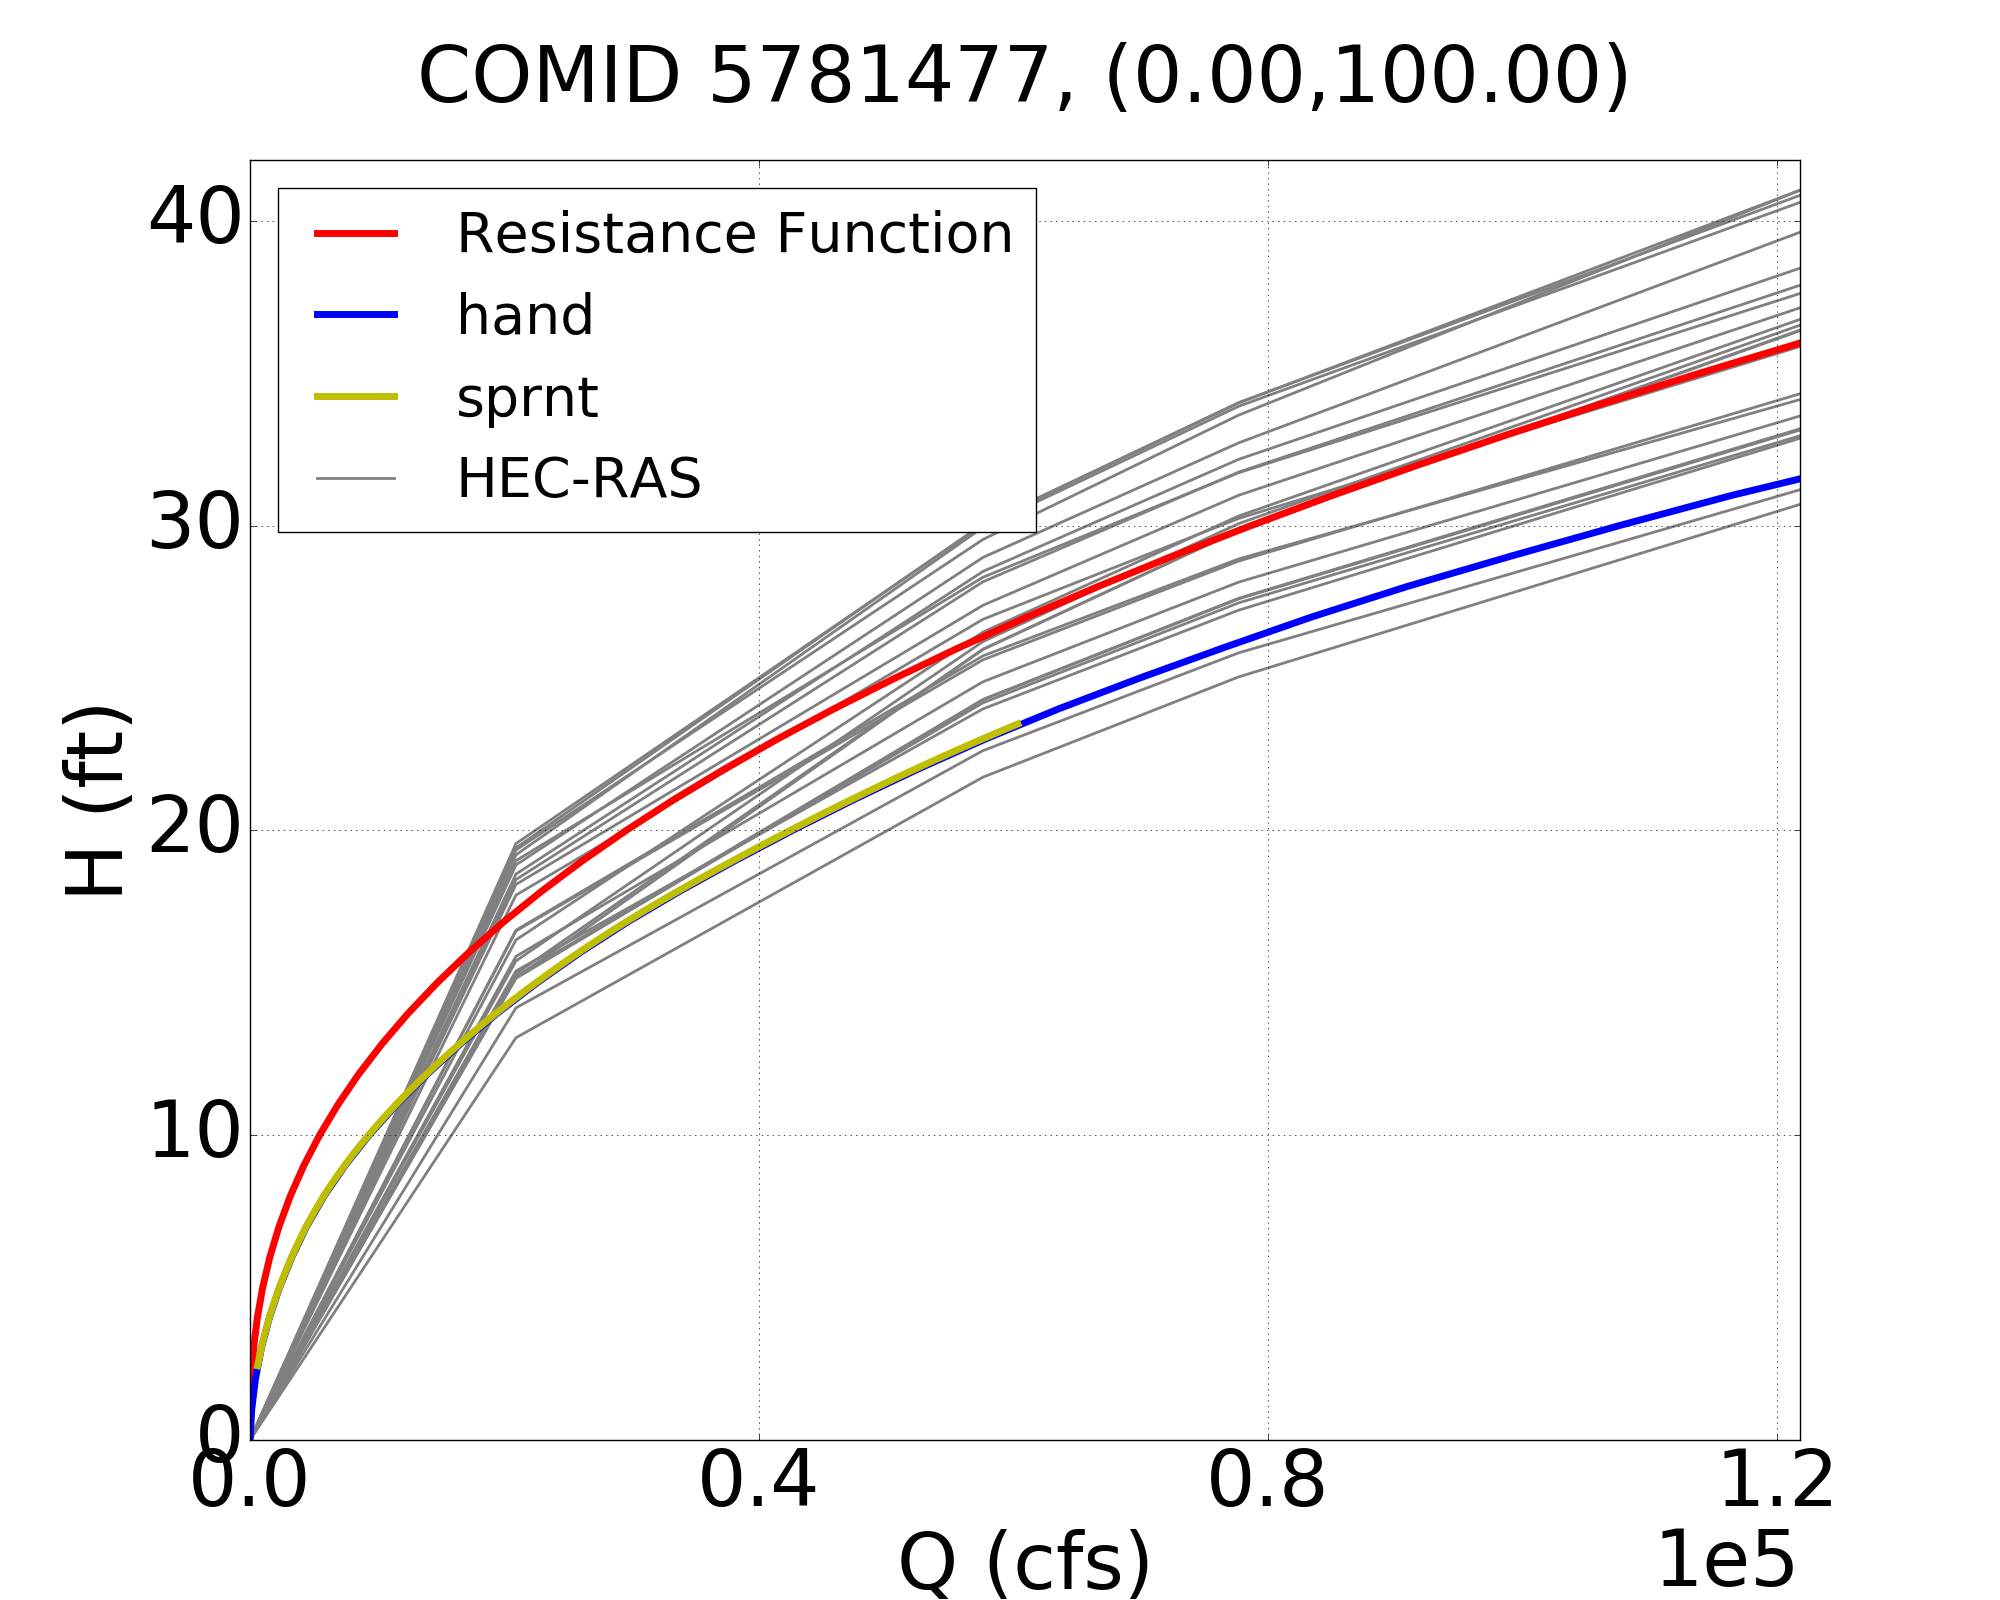 COMID 5781477, (0.00,100.00)
Resistance Function
hand
sprnt
HEC-RAS
40
30
20
10
0
H (ft)
0.0 0.4 0.8 1.2
1e5
Q (cfs)